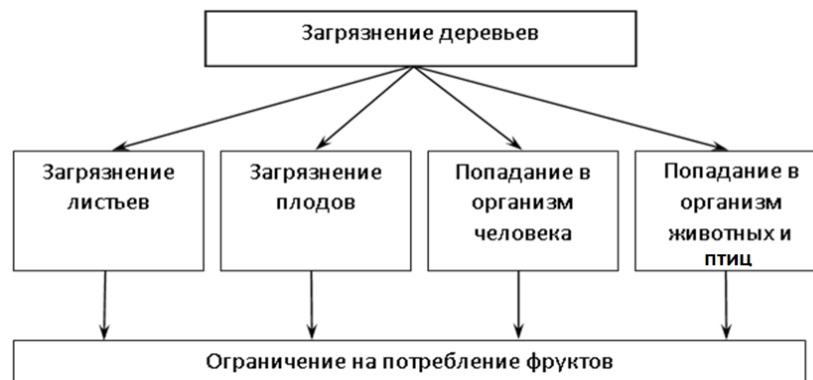 Загрязнение деревьев
Загрязнение
листьев
Загрязнение
плодов
Попадание в
организм
человека
Попадание в
организм
животных и
птиц
Ограничение на потребление фруктов